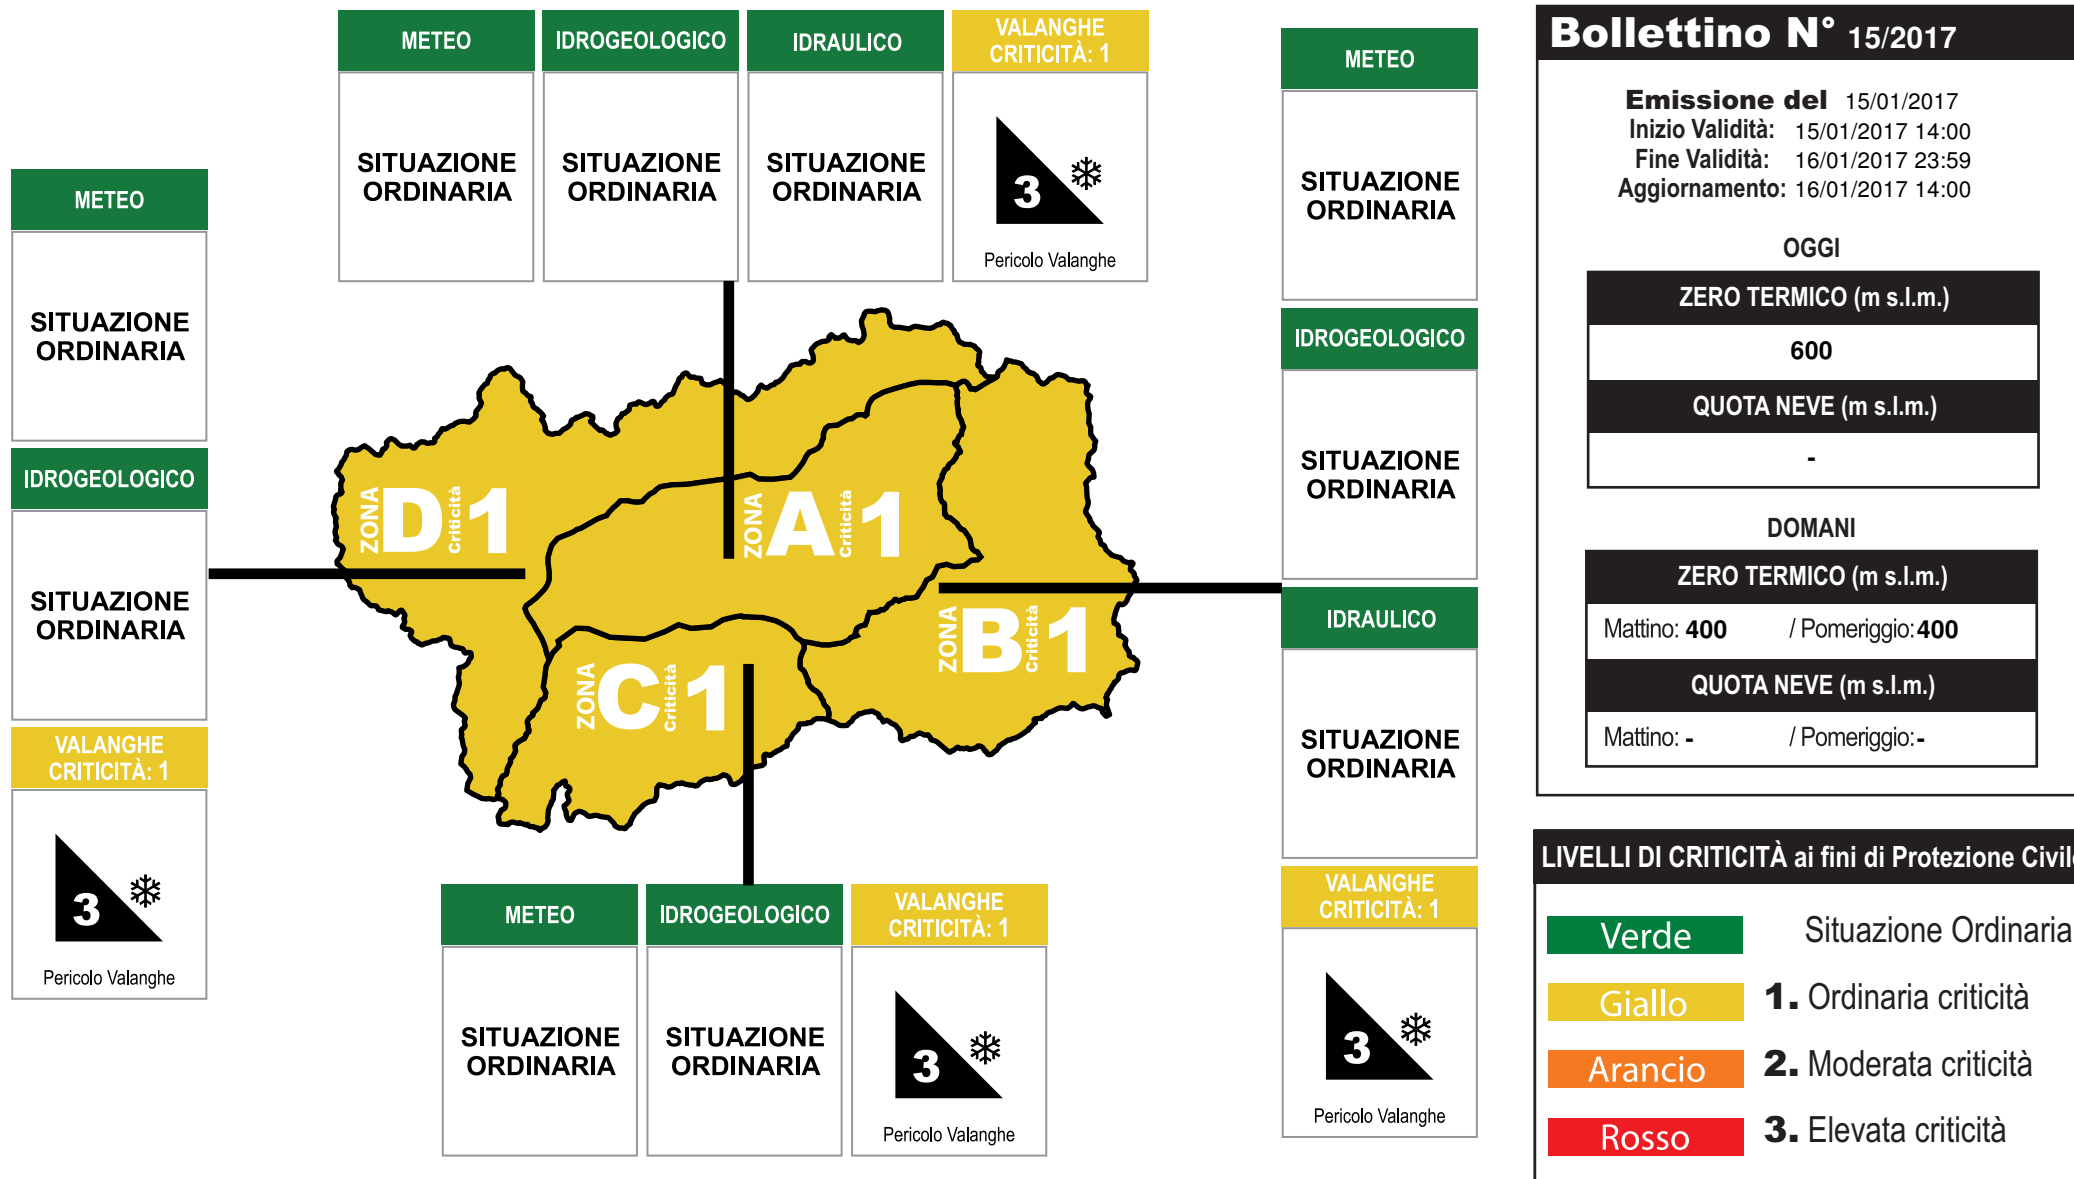 METEO
IDROGEOLOGICO
IDRAULICO
VALANGHE
CRITICITÀ: 1
SITUAZIONE
ORDINARIA
SITUAZIONE
ORDINARIA
SITUAZIONE
ORDINARIA
3
Pericolo Valanghe
METEO
SITUAZIONE
ORDINARIA
IDROGEOLOGICO
SITUAZIONE
ORDINARIA
VALANGHE
CRITICITÀ: 1
3
Pericolo Valanghe
ZONA D Criticità 1
ZONA A Criticità 1
ZONA B Criticità 1
ZONA C Criticità 1
METEO
IDROGEOLOGICO
VALANGHE
CRITICITÀ: 1
SITUAZIONE
ORDINARIA
SITUAZIONE
ORDINARIA
3
Pericolo Valanghe
METEO
SITUAZIONE
ORDINARIA
IDROGEOLOGICO
SITUAZIONE
ORDINARIA
IDRAULICO
SITUAZIONE
ORDINARIA
VALANGHE
CRITICITÀ: 1
3
Pericolo Valanghe
Bollettino N° 15/2017
Emissione del 15/01/2017
Inizio Validità: 15/01/2017 14:00
Fine Validità: 16/01/2017 23:59
Aggiornamento: 16/01/2017 14:00
OGGI
ZERO TERMICO (m s.l.m.)
600
QUOTA NEVE (m s.l.m.)
-
DOMANI
ZERO TERMICO (m s.l.m.)
Mattino: 400 / Pomeriggio: 400
QUOTA NEVE (m s.l.m.)
Mattino: - / Pomeriggio: -
LIVELLI DI CRITICITÀ ai fini di Protezione Civile
Verde Situazione Ordinaria
Giallo 1. Ordinaria criticità
Arancio 2. Moderata criticità
Rosso 3. Elevata criticità